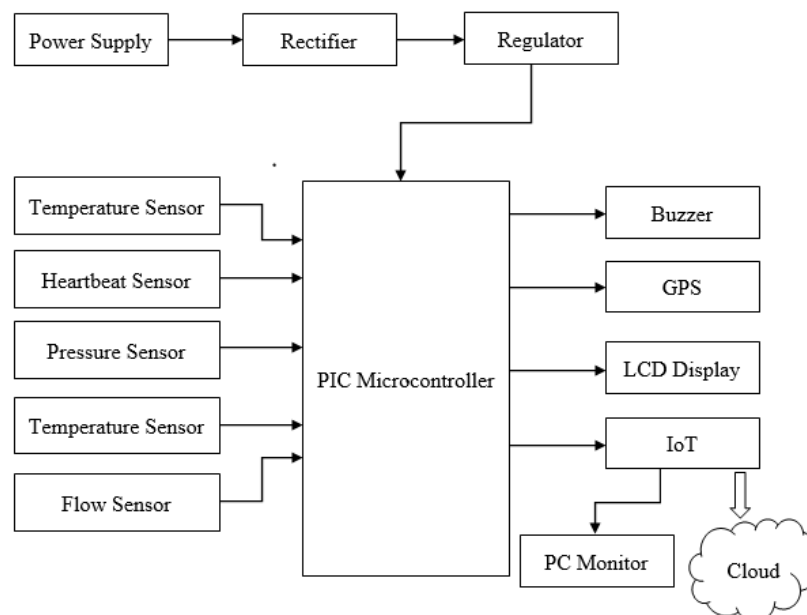 Power Supply
Rectifier
Regulator
Temperature Sensor
Heartbeat Sensor
Pressure Sensor
Temperature Sensor
Flow Sensor
PIC Microcontroller
Buzzer
GPS
LCD Display
IoT
PC Monitor
Cloud